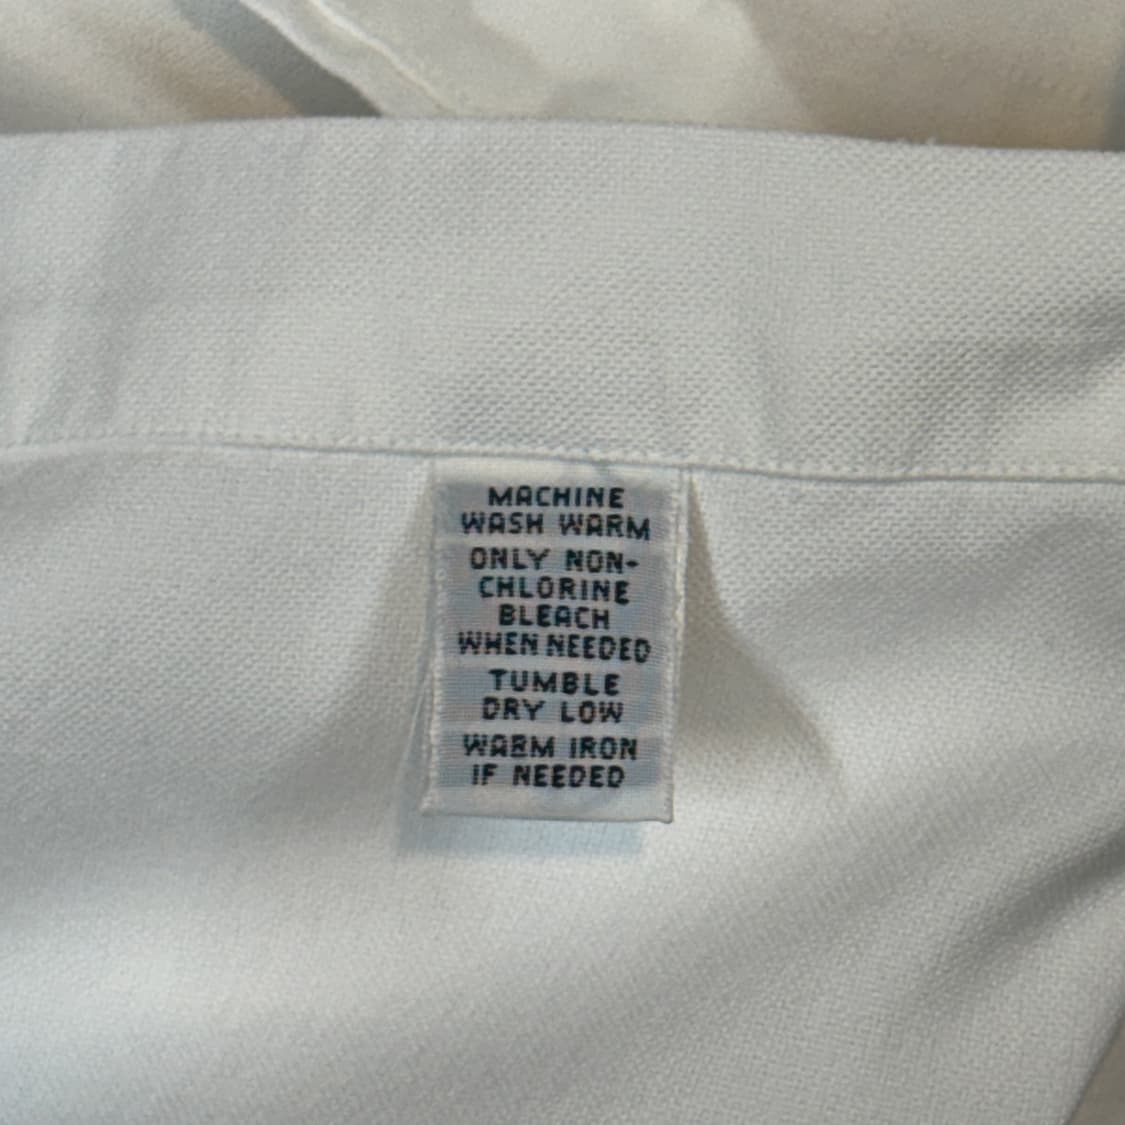 MACHINE
WASH WARM
ONLY NON-
CHLORINE
BLEACH
WHEN NEEDED
TUMBLE
DRY LOW
WARM IRON
IF NEEDED